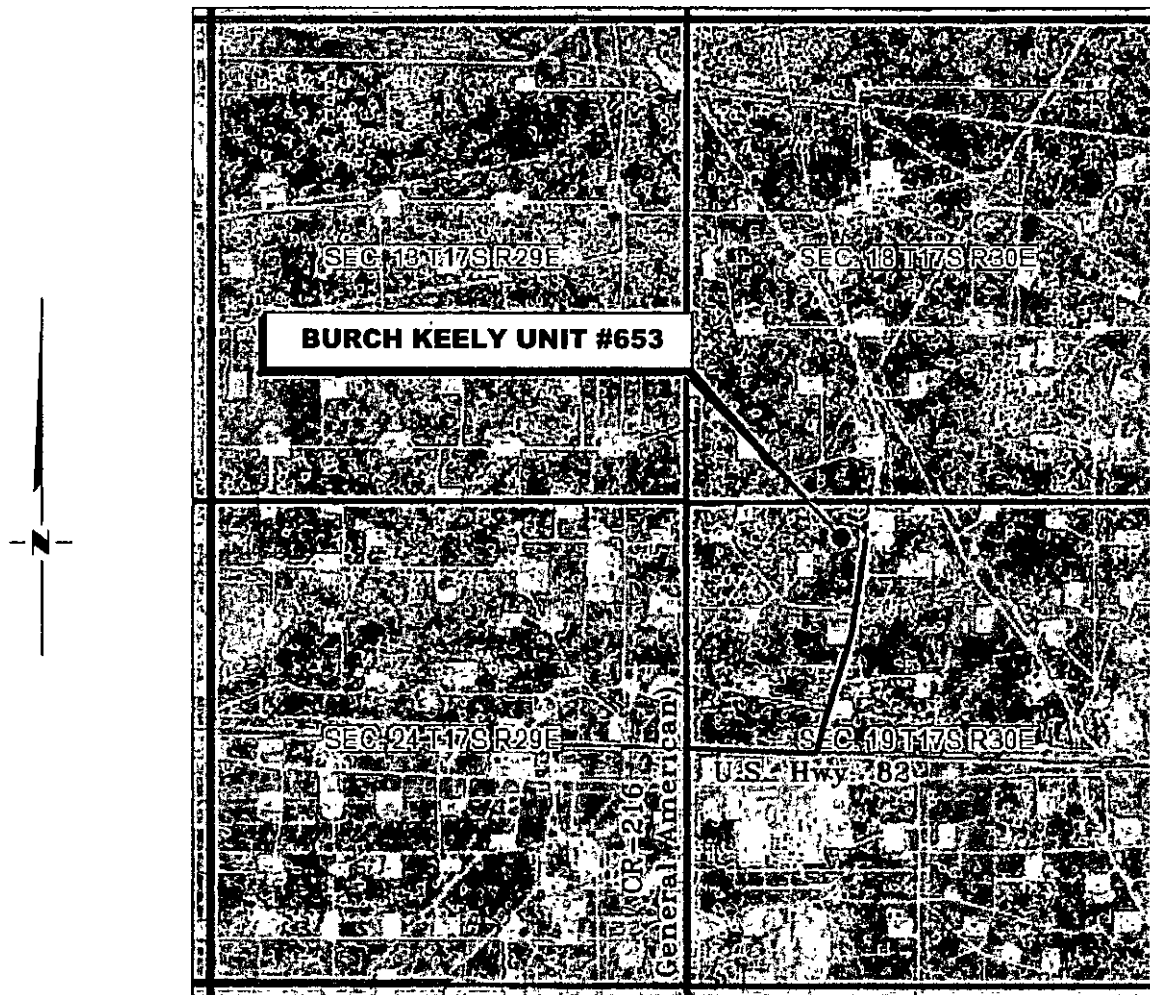 SEC. 13 T17S R29E
SEC. 18 T17S R30E
BURCH KEELY UNIT #653
N
SEC. 24 T17S R29E
SEC. 19 T17S R30E
U.S. Hwy. 82
CR-216
(General American)